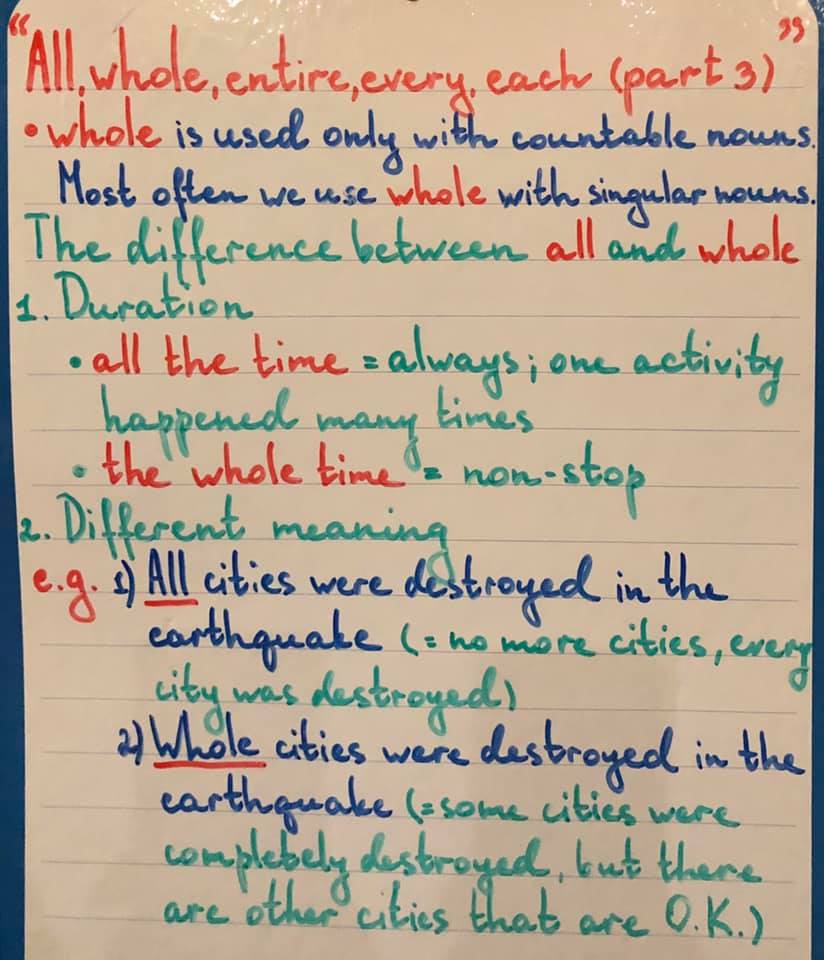 "All, whole, entire, every, each (part 3)"
• whole is used only with countable nouns.
Most often we use whole with singular nouns.
The difference between all and whole
1. Duration
• all the time = always; one activity
happened many times
• the whole time = non-stop
2. Different meaning
e.g. 1) All cities were destroyed in the
earthquake (= no more cities, every
city was destroyed)
2) Whole cities were destroyed in the
earthquake (=some cities were
completely destroyed, but there
are other cities that are O.K.)